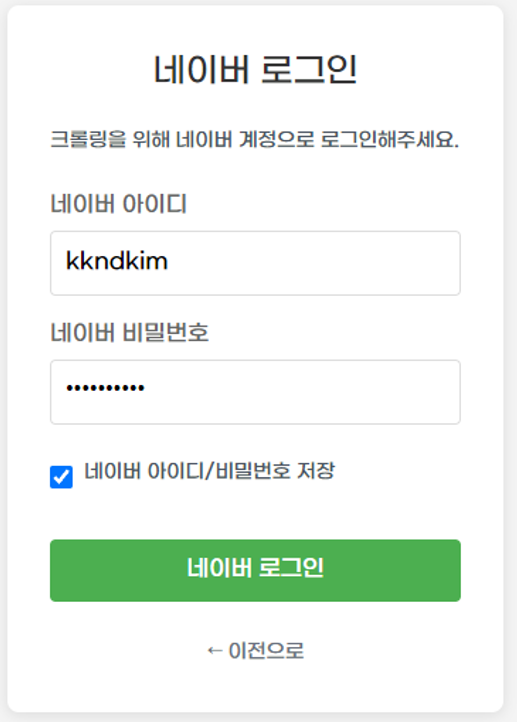 네이버 로그인
크롤링을 위해 네이버 계정으로 로그인해주세요.
네이버 아이디
kkndkim
네이버 비밀번호
••••••••••
네이버 아이디/비밀번호 저장
네이버 로그인
← 이전으로